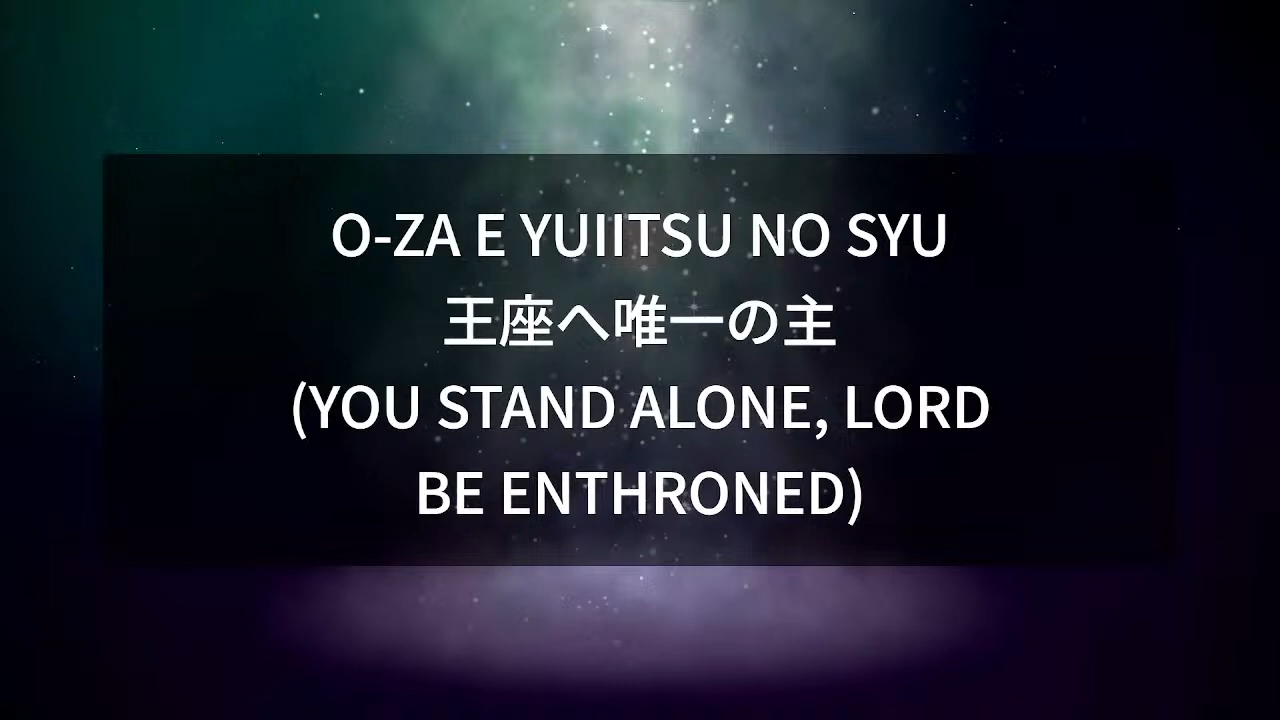 O-ZA E YUIITSU NO SYU
王座へ唯一の主
(YOU STAND ALONE, LORD
BE ENTHRONED)